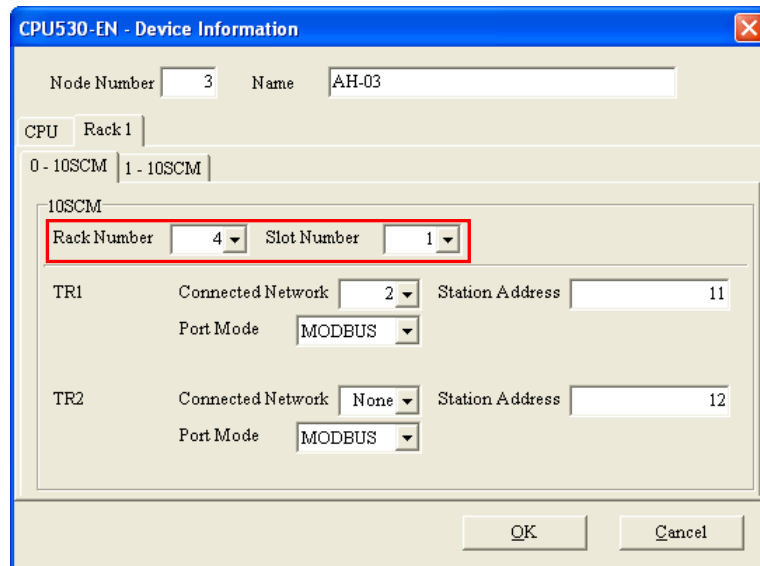 CPU530-EN - Device Information
Node Number 3 Name AH-03
CPU Rack 1
0 - 10SCM 1 - 10SCM
10SCM
Rack Number 4 Slot Number 1
TR1 Connected Network 2 Station Address 11
Port Mode MODBUS
TR2 Connected Network None Station Address 12
Port Mode MODBUS
OK Cancel